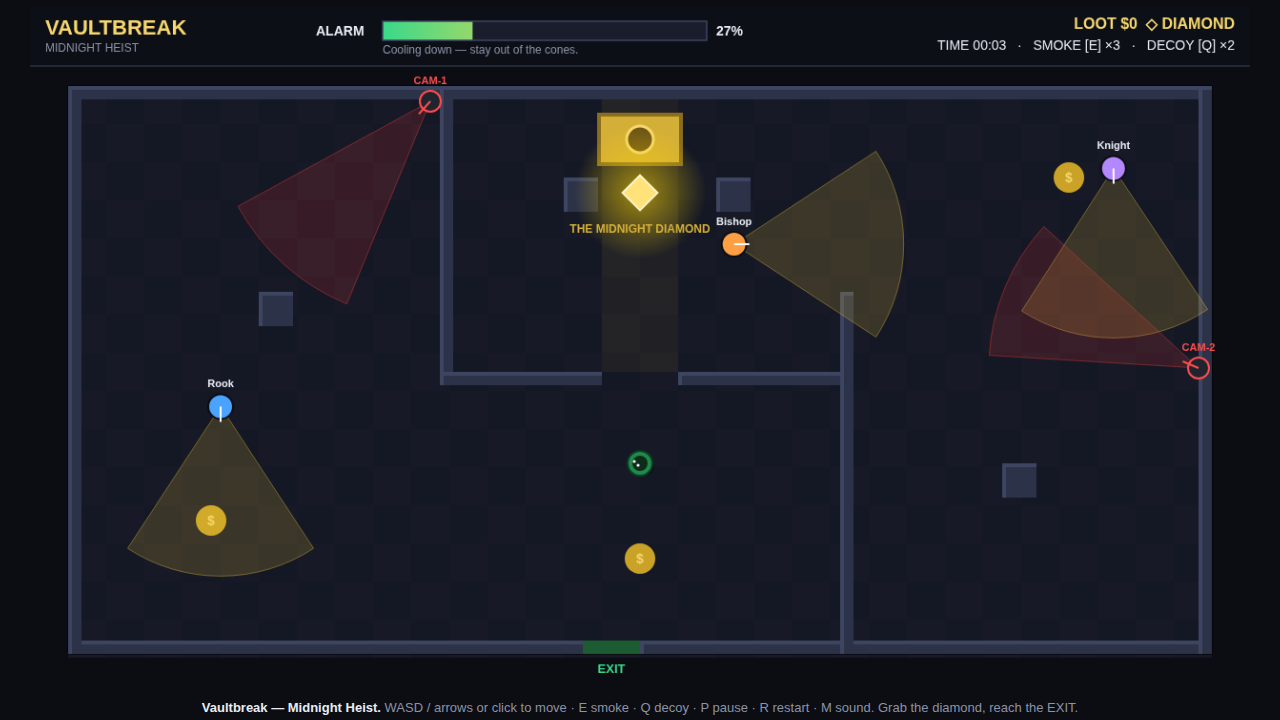 VAULTBREAK
MIDNIGHT HEIST
ALARM
27%
Cooling down — stay out of the cones.
LOOT $0 ◇ DIAMOND
TIME 00:03 · SMOKE [E] ×3 · DECOY [Q] ×2
CAM-1
Knight
$
Bishop
THE MIDNIGHT DIAMOND
CAM-2
Rook
$
$
EXIT
Vaultbreak — Midnight Heist. WASD / arrows or click to move · E smoke · Q decoy · P pause · R restart · M sound. Grab the diamond, reach the EXIT.